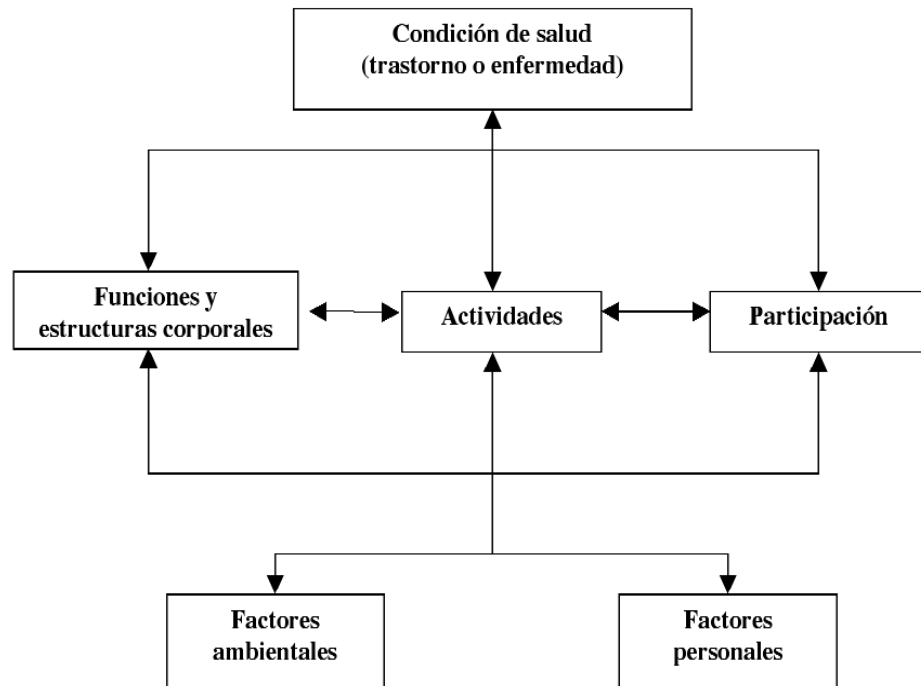 Condición de salud
(trastorno o enfermedad)
Funciones y
estructuras corporales
Actividades
Participación
Factores
ambientales
Factores
personales